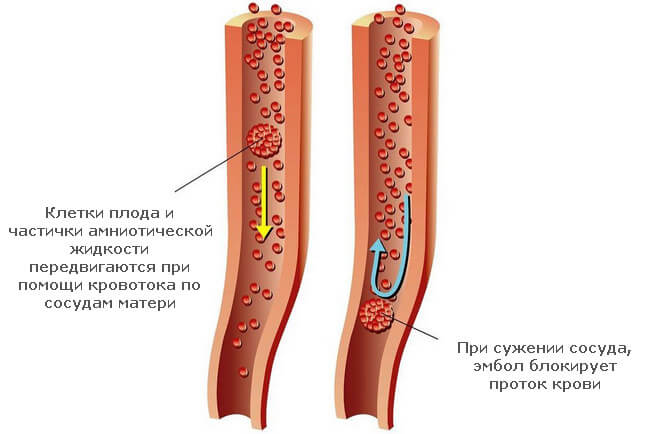 Клетки плода и
частички амниотической
жидкости
передвигаются при
помощи кровотока по
сосудам матери
При сужении сосуда,
эмбол блокирует
проток крови